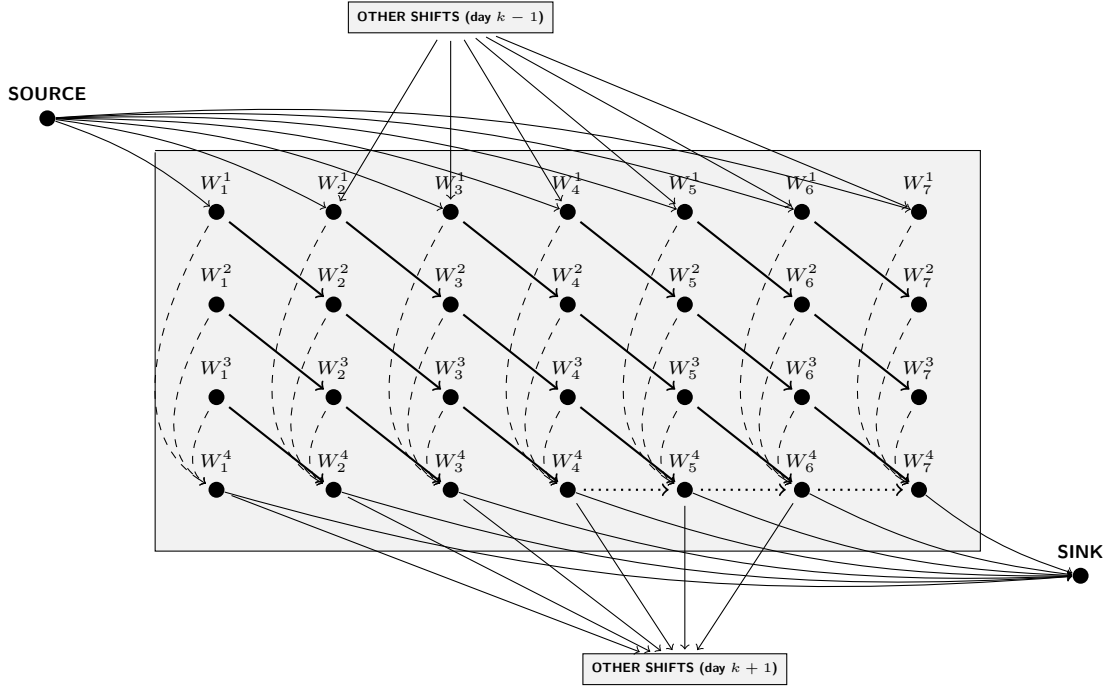 OTHER SHIFTS (day k − 1)
SOURCE
W_1^1 W_2^1 W_3^1 W_4^1 W_5^1 W_6^1 W_7^1
W_1^2 W_2^2 W_3^2 W_4^2 W_5^2 W_6^2 W_7^2
W_1^3 W_2^3 W_3^3 W_4^3 W_5^3 W_6^3 W_7^3
W_1^4 W_2^4 W_3^4 W_4^4 W_5^4 W_6^4 W_7^4
SINK
OTHER SHIFTS (day k + 1)